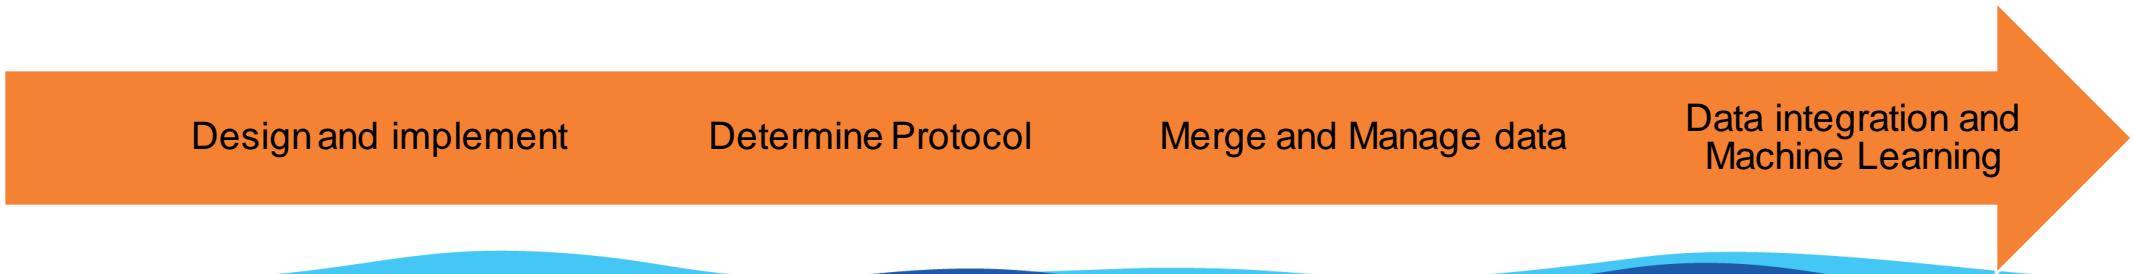 Design and implement
Determine Protocol
Merge and Manage data
Data integration and
Machine Learning